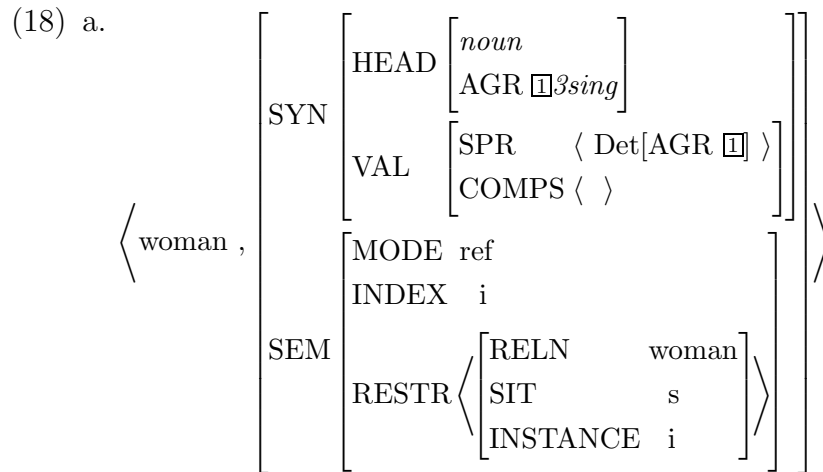 (18) a.
⟨ woman , [
SYN [ HEAD [ noun
AGR [1]3sing ]
VAL [ SPR ⟨ Det[AGR [1]] ⟩
COMPS ⟨ ⟩ ] ]
SEM [ MODE ref
INDEX i
RESTR ⟨ [ RELN woman
SIT s
INSTANCE i ] ⟩ ] ] ⟩